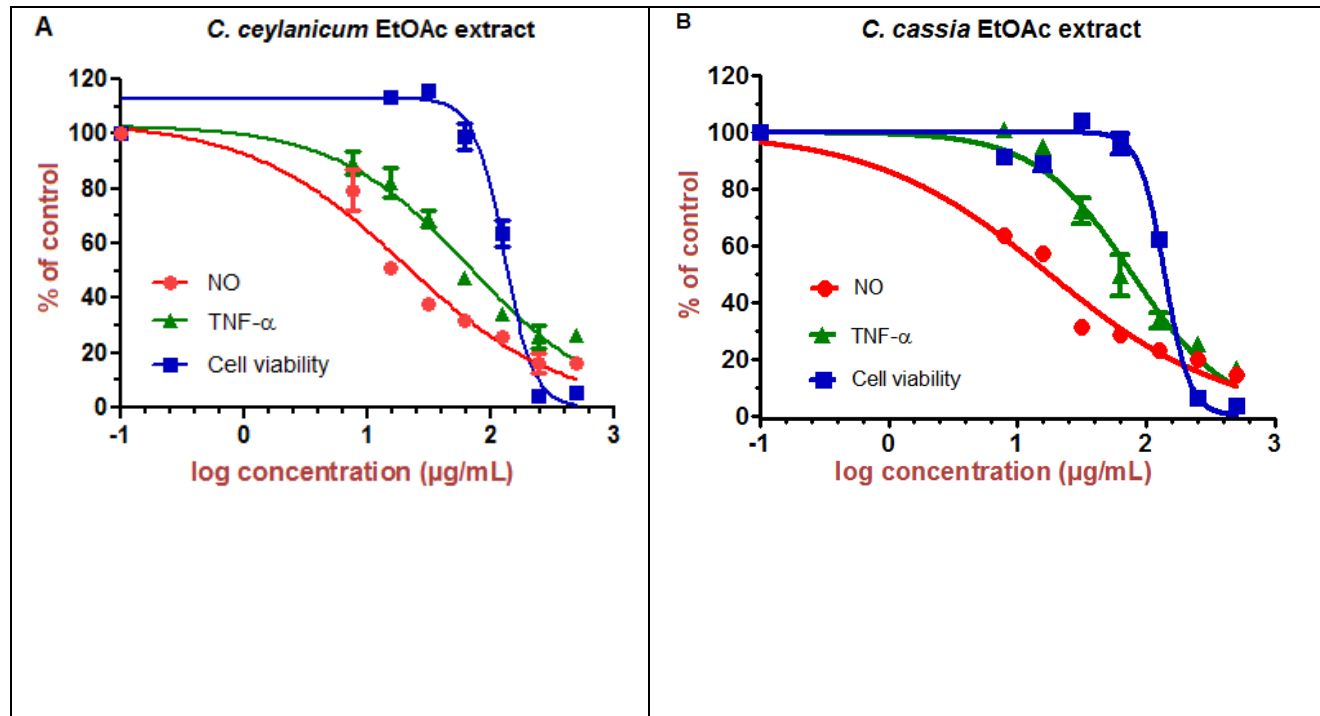 A
C. ceylanicum EtOAc extract
120
100
80
60
40
20
0
% of control
NO
TNF-α
Cell viability
-1
0
1
2
3
log concentration (µg/mL)
B
C. cassia EtOAc extract
120
100
80
60
40
20
0
% of control
NO
TNF-α
Cell viability
-1
0
1
2
3
log concentration (µg/mL)